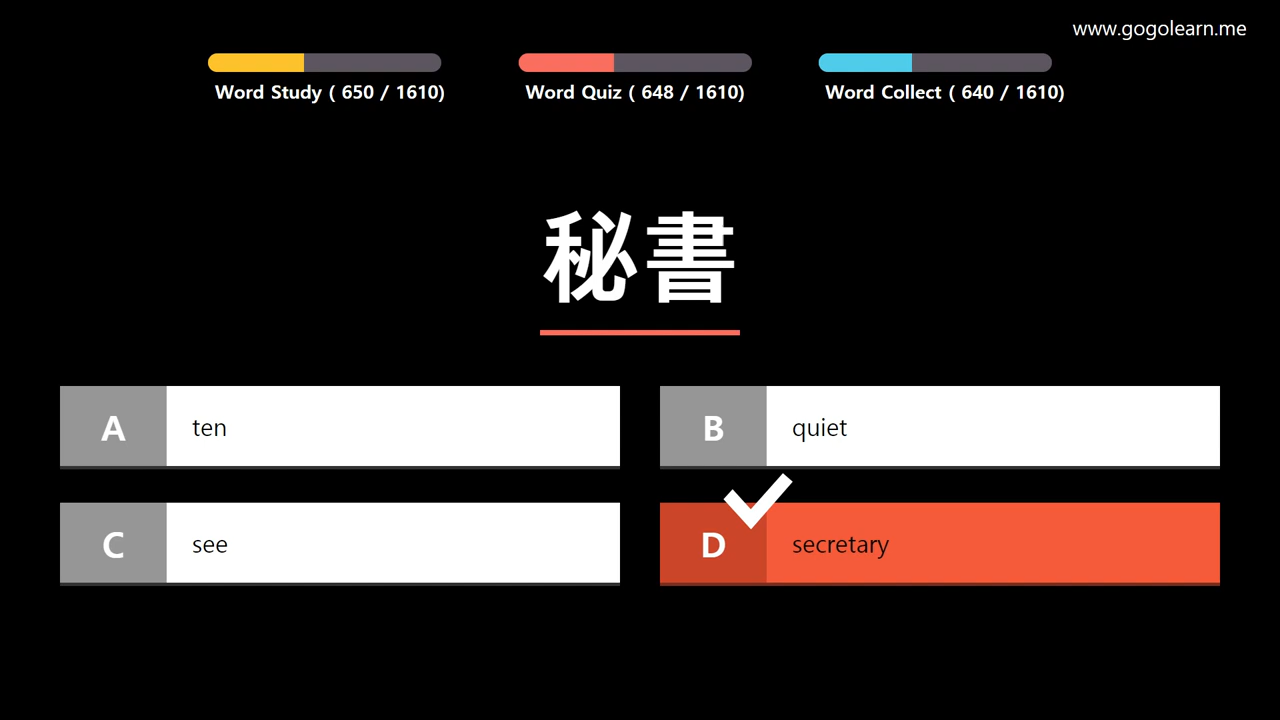 www.gogolearn.me
Word Study ( 650 / 1610)
Word Quiz ( 648 / 1610)
Word Collect ( 640 / 1610)
秘書
A ten
B quiet
C see
D secretary